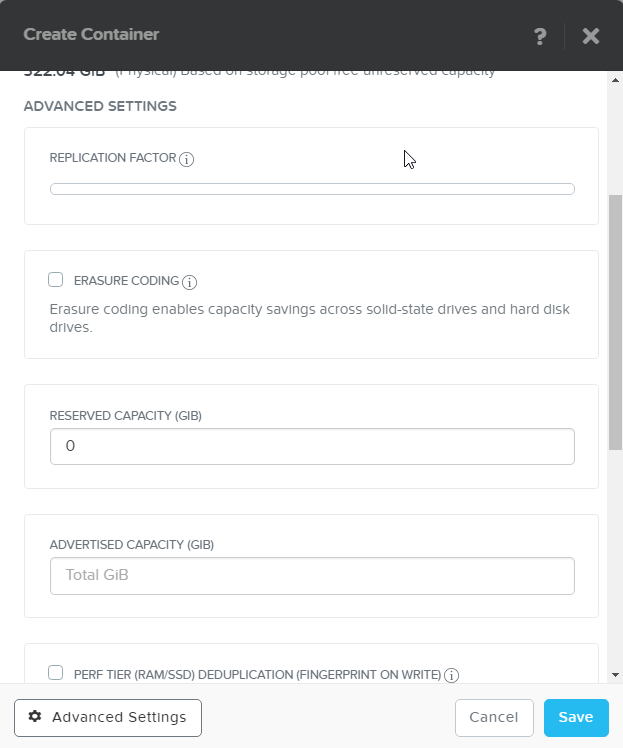 Create Container
?
322.04 GiB (Physical) Based on storage pool free unreserved capacity
ADVANCED SETTINGS
REPLICATION FACTOR
ERASURE CODING
Erasure coding enables capacity savings across solid-state drives and hard disk
drives.
RESERVED CAPACITY (GIB)
0
ADVERTISED CAPACITY (GIB)
Total GiB
PERF TIER (RAM/SSD) DEDUPLICATION (FINGERPRINT ON WRITE)
Advanced Settings
Cancel
Save